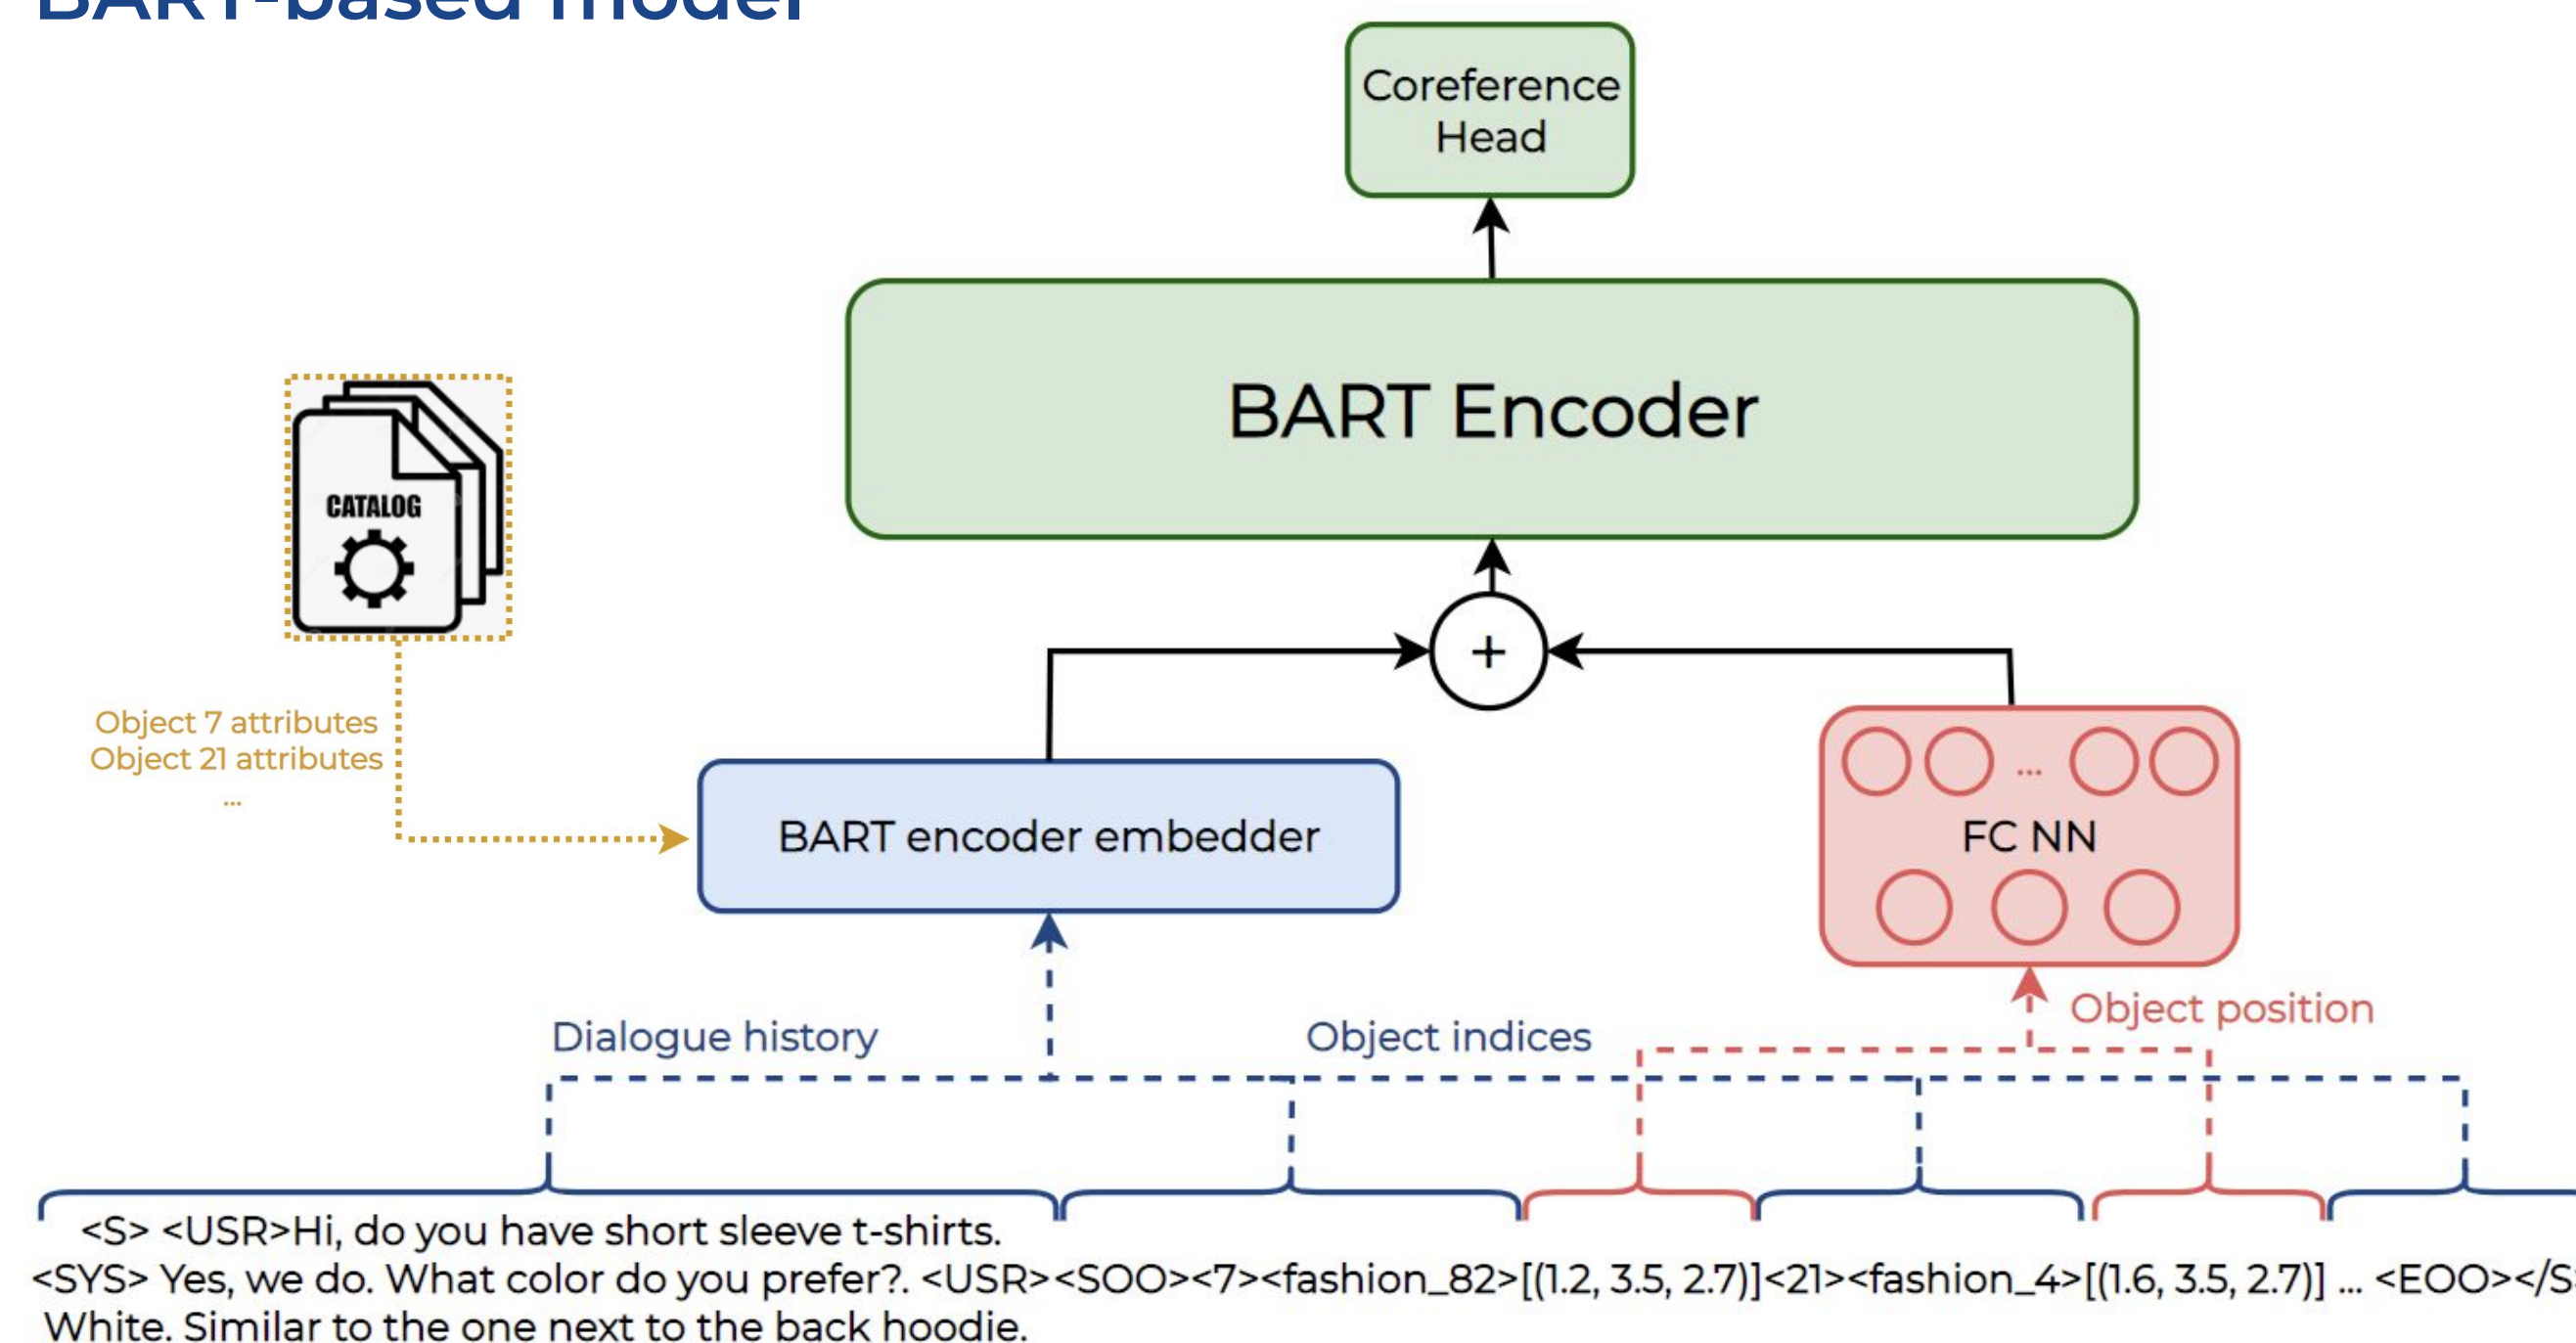 BART-based model
Coreference
Head
BART Encoder
CATALOG
+
Object 7 attributes
Object 21 attributes
...
BART encoder embedder
...
FC NN
Dialogue history
Object indices
Object position
<S> <USR>Hi, do you have short sleeve t-shirts.
<SYS> Yes, we do. What color do you prefer?. <USR><SOO><7><fashion_82>[(1.2, 3.5, 2.7)]<21><fashion_4>[(1.6, 3.5, 2.7)] ... <EOO></S
White. Similar to the one next to the back hoodie.